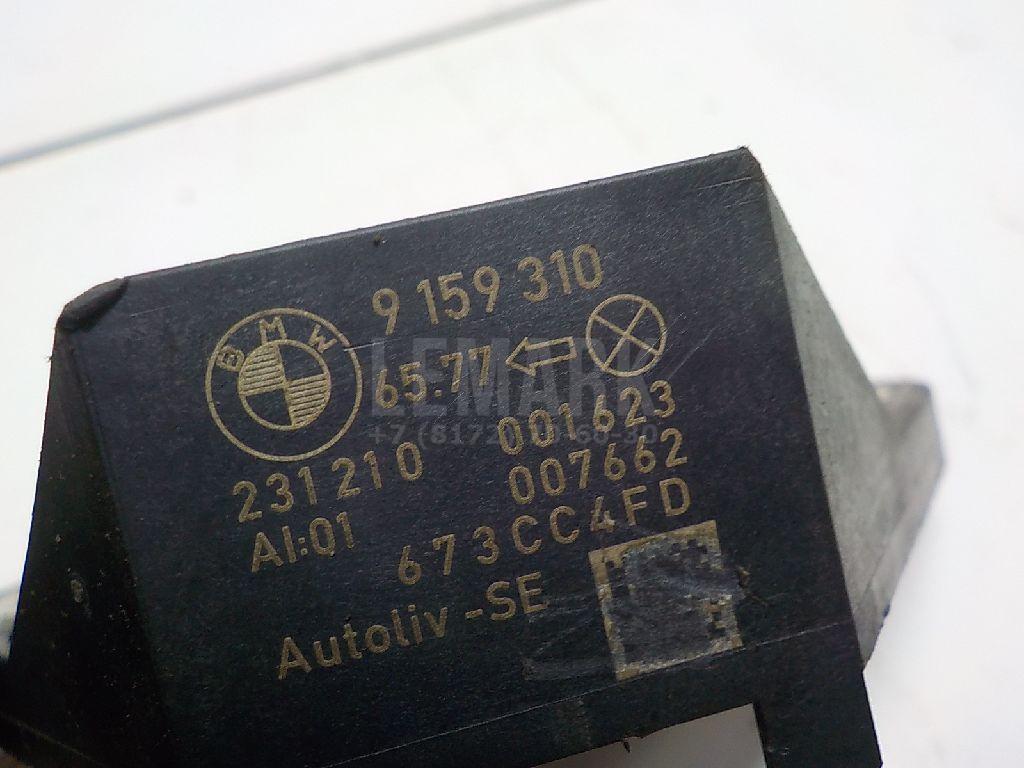 9 159 310
BMW
65.77
001623
231210
007662
AI:01
673CC4FD
Autoliv -SE
LEMARK